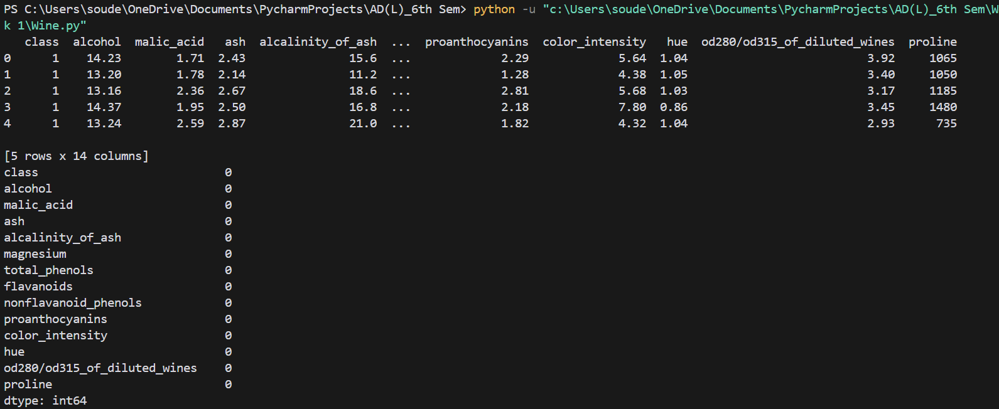 PS C:\Users\soude\OneDrive\Documents\PycharmProjects\AD(L)_6th Sem> python -u "c:\Users\soude\OneDrive\Documents\PycharmProjects\AD(L)_6th Sem\W
k 1\Wine.py"
   class  alcohol  malic_acid   ash  alcalinity_of_ash  ...  proanthocyanins  color_intensity   hue  od280/od315_of_diluted_wines  proline
0      1    14.23        1.71  2.43               15.6  ...             2.29             5.64  1.04                          3.92     1065
1      1    13.20        1.78  2.14               11.2  ...             1.28             4.38  1.05                          3.40     1050
2      1    13.16        2.36  2.67               18.6  ...             2.81             5.68  1.03                          3.17     1185
3      1    14.37        1.95  2.50               16.8  ...             2.18             7.80  0.86                          3.45     1480
4      1    13.24        2.59  2.87               21.0  ...             1.82             4.32  1.04                          2.93      735
[5 rows x 14 columns]
class                           0
alcohol                         0
malic_acid                      0
ash                             0
alcalinity_of_ash               0
magnesium                       0
total_phenols                   0
flavanoids                      0
nonflavanoid_phenols            0
proanthocyanins                 0
color_intensity                 0
hue                             0
od280/od315_of_diluted_wines    0
proline                         0
dtype: int64